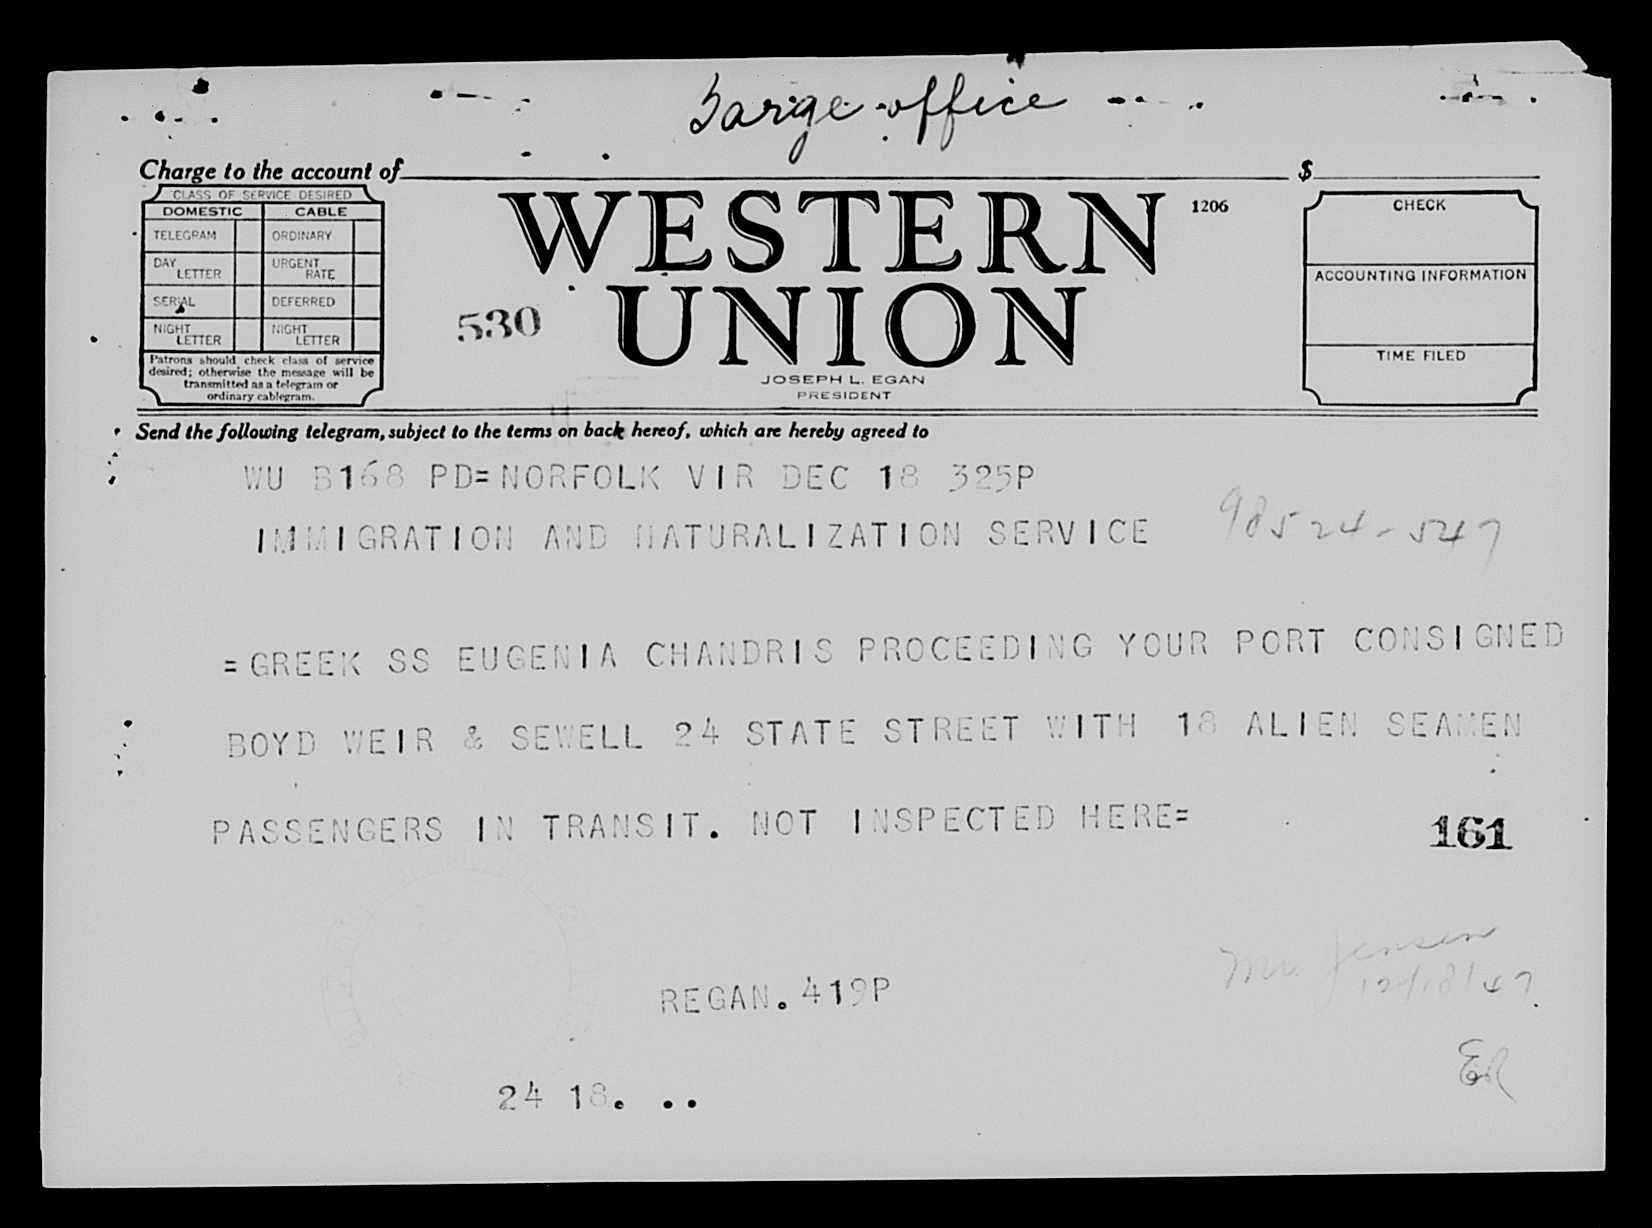 Barge office
Charge to the account of $
CLASS OF SERVICE DESIRED
DOMESTIC CABLE
TELEGRAM ORDINARY
DAY LETTER URGENT RATE
SERIAL DEFERRED
NIGHT LETTER NIGHT LETTER
Patrons should check class of service
desired; otherwise the message will be
transmitted as a telegram or
ordinary cablegram.
WESTERN
UNION
1206
530
JOSEPH L. EGAN
PRESIDENT
CHECK
ACCOUNTING INFORMATION
TIME FILED
Send the following telegram, subject to the terms on back hereof, which are hereby agreed to
WU B168 PD=NORFOLK VIR DEC 18 325P
IMMIGRATION AND NATURALIZATION SERVICE
98524-547
=GREEK SS EUGENIA CHANDRIS PROCEEDING YOUR PORT CONSIGNED
BOYD WEIR & SEWELL 24 STATE STREET WITH 18 ALIEN SEAMEN
PASSENGERS IN TRANSIT. NOT INSPECTED HERE=
161
Mr. Jensen
12/18/47
REGAN.419P
ER
24 18. ..